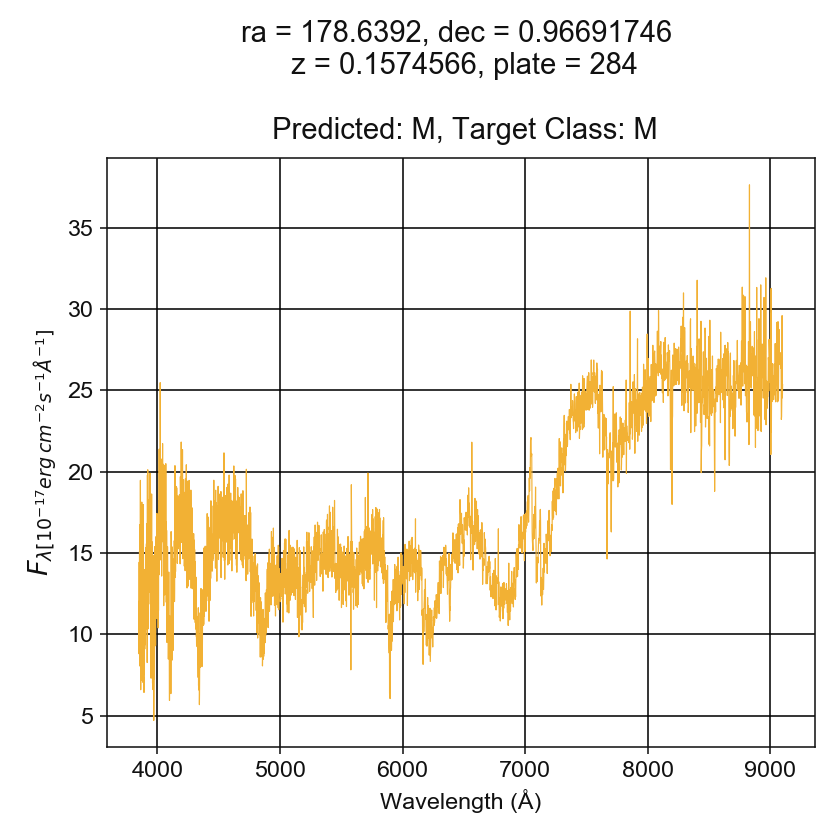 ra = 178.6392, dec = 0.96691746
z = 0.1574566, plate = 284
Predicted: M, Target Class: M
35
30
25
20
15
10
5
F_λ[10^{-17} erg cm^{-2} s^{-1} Å^{-1}]
4000 5000 6000 7000 8000 9000
Wavelength (Å)